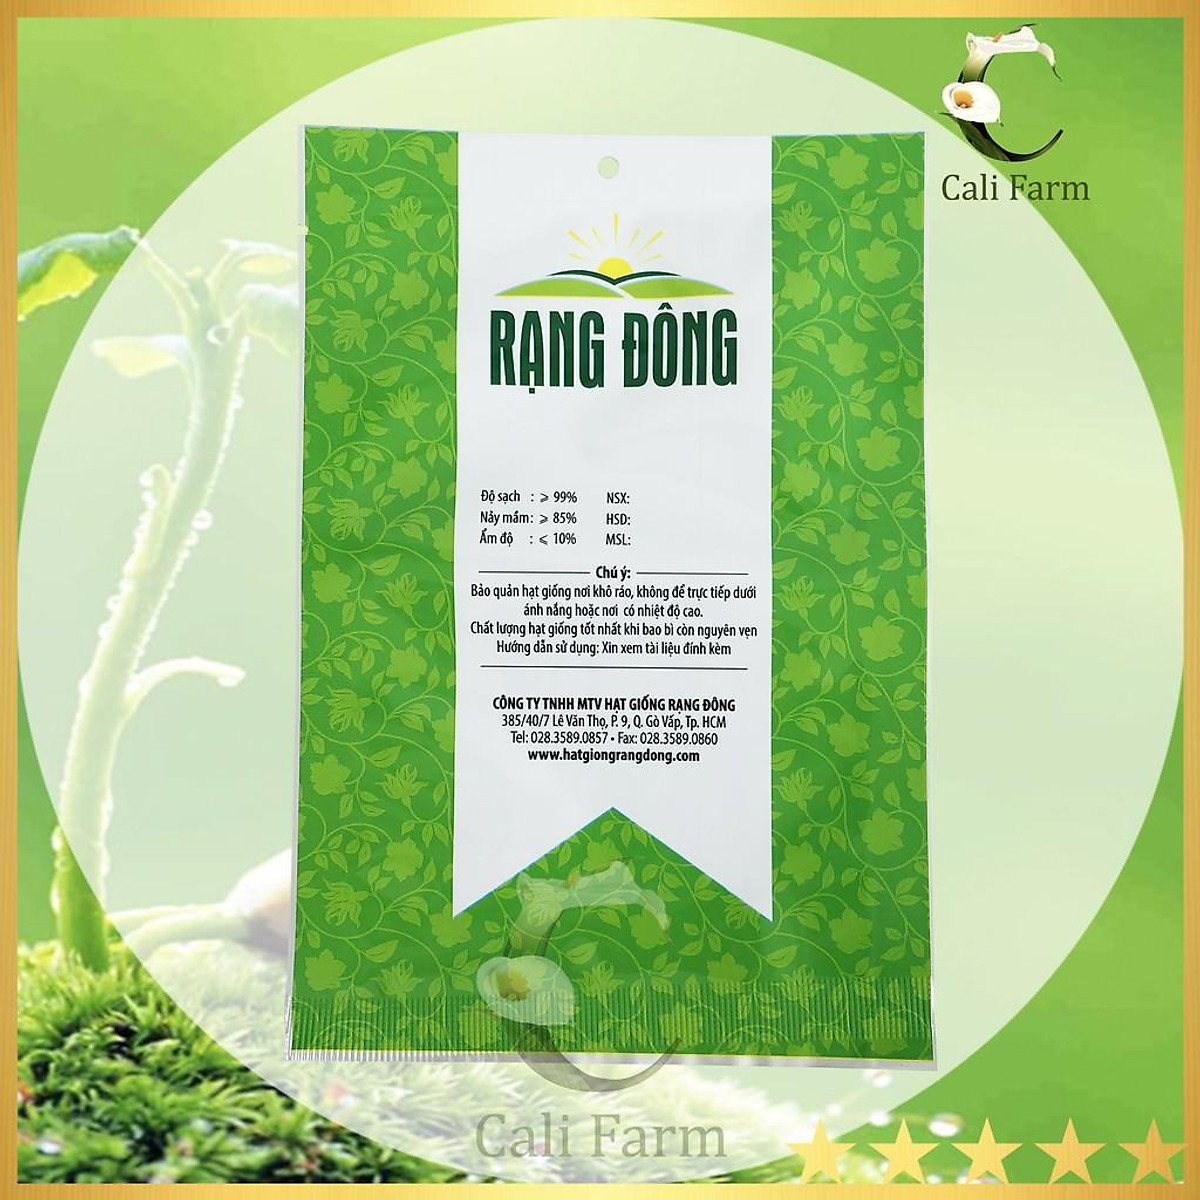 Cali Farm
RẠNG ĐÔNG
Độ sạch : ⩾ 99% NSX:
Nảy mầm: ⩾ 85% HSD:
Ẩm độ : ⩽ 10% MSL:
Chú ý:
Bảo quản hạt giống nơi khô ráo, không để trực tiếp dưới
ánh nắng hoặc nơi có nhiệt độ cao.
Chất lượng hạt giống tốt nhất khi bao bì còn nguyên vẹn
Hướng dẫn sử dụng: Xin xem tài liệu đính kèm
CÔNG TY TNHH MTV HẠT GIỐNG RẠNG ĐÔNG
385/40/7 Lê Văn Thọ, P. 9, Q. Gò Vấp, Tp. HCM
Tel: 028.3589.0857 • Fax: 028.3589.0860
www.hatgiongrangdong.com
Cali Farm